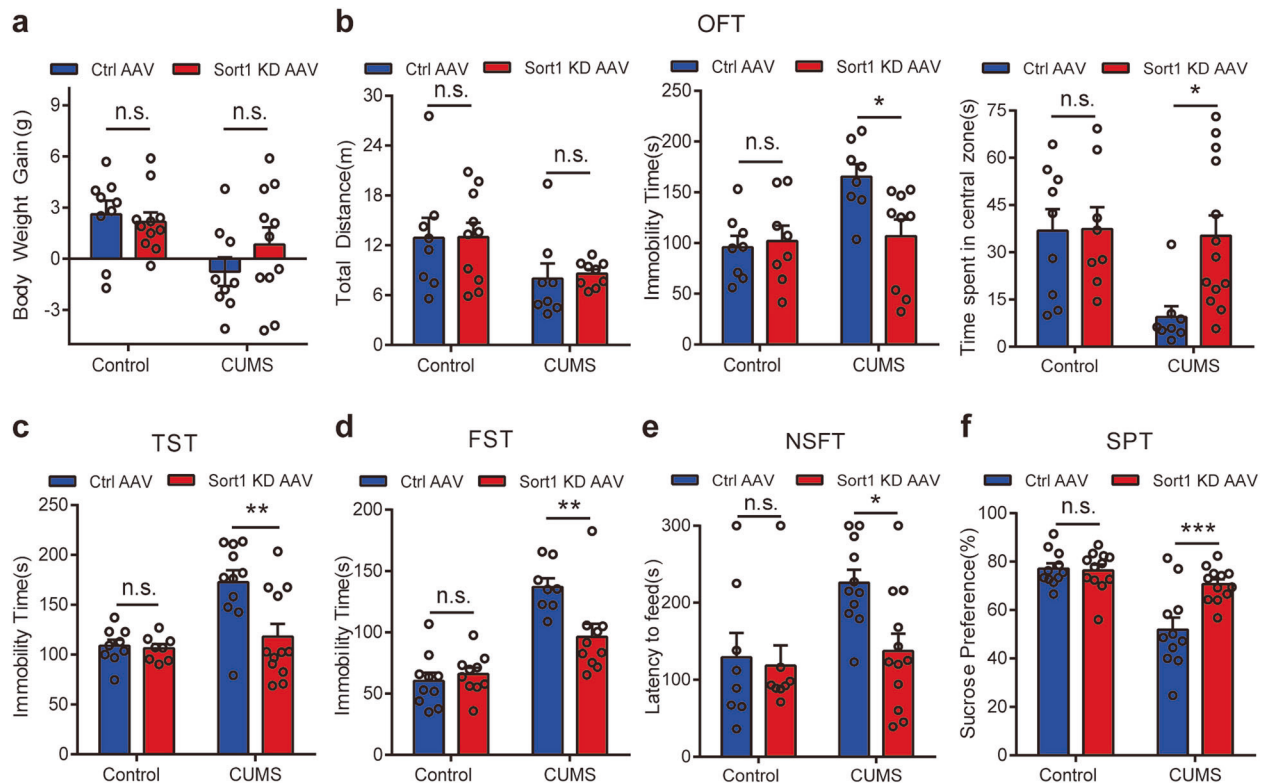 a
Ctrl AAV Sort1 KD AAV
Body Weight Gain(g)
9
6
3
0
-3
n.s. n.s.
Control CUMS
b
OFT
Ctrl AAV Sort1 KD AAV
Total Distance(m)
30
24
18
12
6
0
n.s.
n.s.
Control CUMS
Ctrl AAV Sort1 KD AAV
Immobility Time(s)
250
200
150
100
50
0
n.s.
*
Control CUMS
Ctrl AAV Sort1 KD AAV
Time spent in central zone(s)
75
60
45
30
15
0
n.s. *
Control CUMS
c
TST
Ctrl AAV Sort1 KD AAV
Immobility Time(s)
250
200
150
100
50
0
n.s.
**
Control CUMS
d
FST
Ctrl AAV Sort1 KD AAV
Immobility Time(s)
200
150
100
50
0
n.s.
**
Control CUMS
e
NSFT
Ctrl AAV Sort1 KD AAV
Latency to feed(s)
300
200
100
0
n.s. *
Control CUMS
f
SPT
Ctrl AAV Sort1 KD AAV
Sucros Preference(%)
100
80
60
40
20
0
n.s.
***
Control CUMS